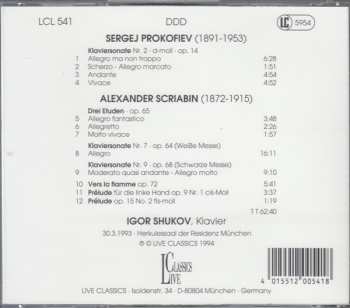 LCL 541
DDD
LC 5954
SERGEJ PROKOFIEV (1891-1953)
Klaviersonate Nr. 2 · d-moll · op. 14
1 Allegro ma non troppo 6:28
2 Scherzo - Allegro marcato 1:51
3 Andante 4:54
4 Vivace 4:52
ALEXANDER SCRIABIN (1872-1915)
Drei Etuden · op. 65
5 Allegro fantastico 3:48
6 Allegretto 2:26
7 Molto vivace 1:57
Klaviersonate Nr. 7 · op. 64 (Weiße Messe)
8 Allegro 16:11
Klaviersonate Nr. 9 · op. 68 (Schwarze Messe)
9 Moderato quasi andante - Allegro molto 9:10
10 Vers la flamme op. 72 5:41
11 Prélude für die linke Hand op. 9 Nr. 1 cis-Moll 3:37
12 Prélude op. 15 No. 2 fis-moll 3:13
1 T 62:40
IGOR SHUKOV, Klavier
30.3.1993 · Herkulessaal der Residenz München
℗ © LIVE CLASSICS 1994
LIVE CLASSICS
LIVE CLASSICS · Isoldenstr. 34 · D-80804 München · Germany
4 015512 005418